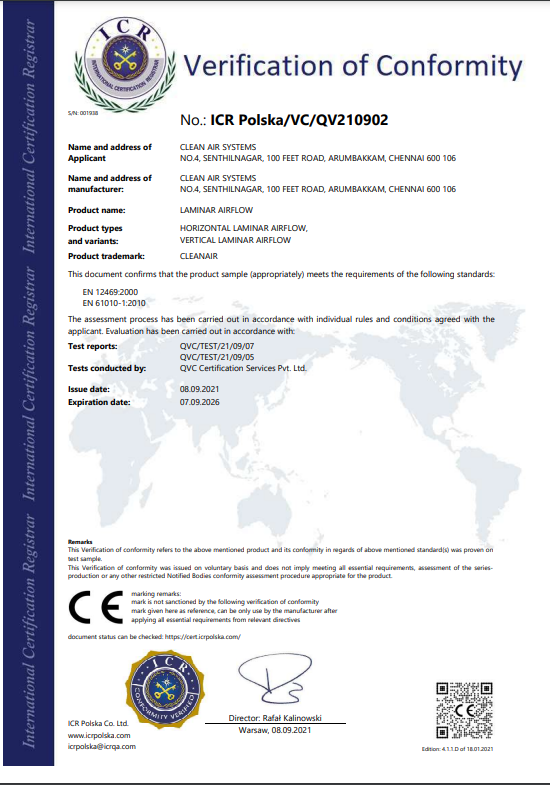 ICR
INTERNATIONAL CERTIFICATION REGISTRAR
Verification of Conformity
S/N: 001938
No.: ICR Polska/VC/QV210902
Name and address of Applicant
CLEAN AIR SYSTEMS
NO.4, SENTHILNAGAR, 100 FEET ROAD, ARUMBAKKAM, CHENNAI 600 106
Name and address of manufacturer:
CLEAN AIR SYSTEMS
NO.4, SENTHILNAGAR, 100 FEET ROAD, ARUMBAKKAM, CHENNAI 600 106
Product name: LAMINAR AIRFLOW
Product types and variants:
HORIZONTAL LAMINAR AIRFLOW,
VERTICAL LAMINAR AIRFLOW
Product trademark: CLEANAIR
This document confirms that the product sample (appropriately) meets the requirements of the following standards:
EN 12469:2000
EN 61010-1:2010
The assessment process has been carried out in accordance with individual rules and conditions agreed with the
applicant. Evaluation has been carried out in accordance with:
Test reports: QVC/TEST/21/09/07
QVC/TEST/21/09/05
Tests conducted by: QVC Certification Services Pvt. Ltd.
Issue date: 08.09.2021
Expiration date: 07.09.2026
Remarks
This Verification of conformity refers to the above mentioned product and its conformity in regards of above mentioned standard(s) was proven on
test sample.
This Verification of conformity was issued on voluntary basis and does not imply meeting all essential requirements, assessment of the series-
production or any other restricted Notified Bodies conformity assessment procedure appropriate for the product.
CE
marking remarks:
mark is not sanctioned by the following verification of conformity
mark given here as reference, can be only use by the manufacturer after
applying all essential requirements from relevant directives
document status can be checked: https://cert.icrpolska.com/
ICR
CONFORMITY VERIFIED
Director: Rafał Kalinowski
Warsaw, 08.09.2021
ICR Polska Co. Ltd.
www.icrpolska.com
icrpolska@icrqa.com
CE
Edition: 4.1.1.D of 18.01.2021
International Certification Registrar
International Certification Registrar
International Certification Registrar